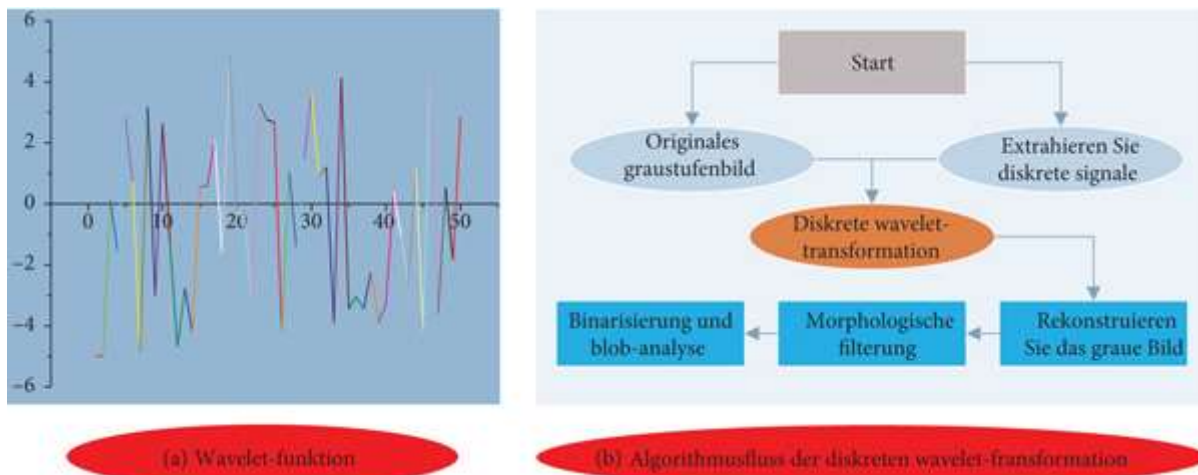 6
4
2
0
−2
−4
−6
0 10 20 30 40 50
Start
Originales
graustufenbild
Extrahieren Sie
diskrete signale
Diskrete wavelet-
transformation
Binarisierung und
blob-analyse
Morphologische
filterung
Rekonstruieren
Sie das graue Bild
(a) Wavelet-funktion
(b) Algorithmusfluss der diskreten wavelet-transformation